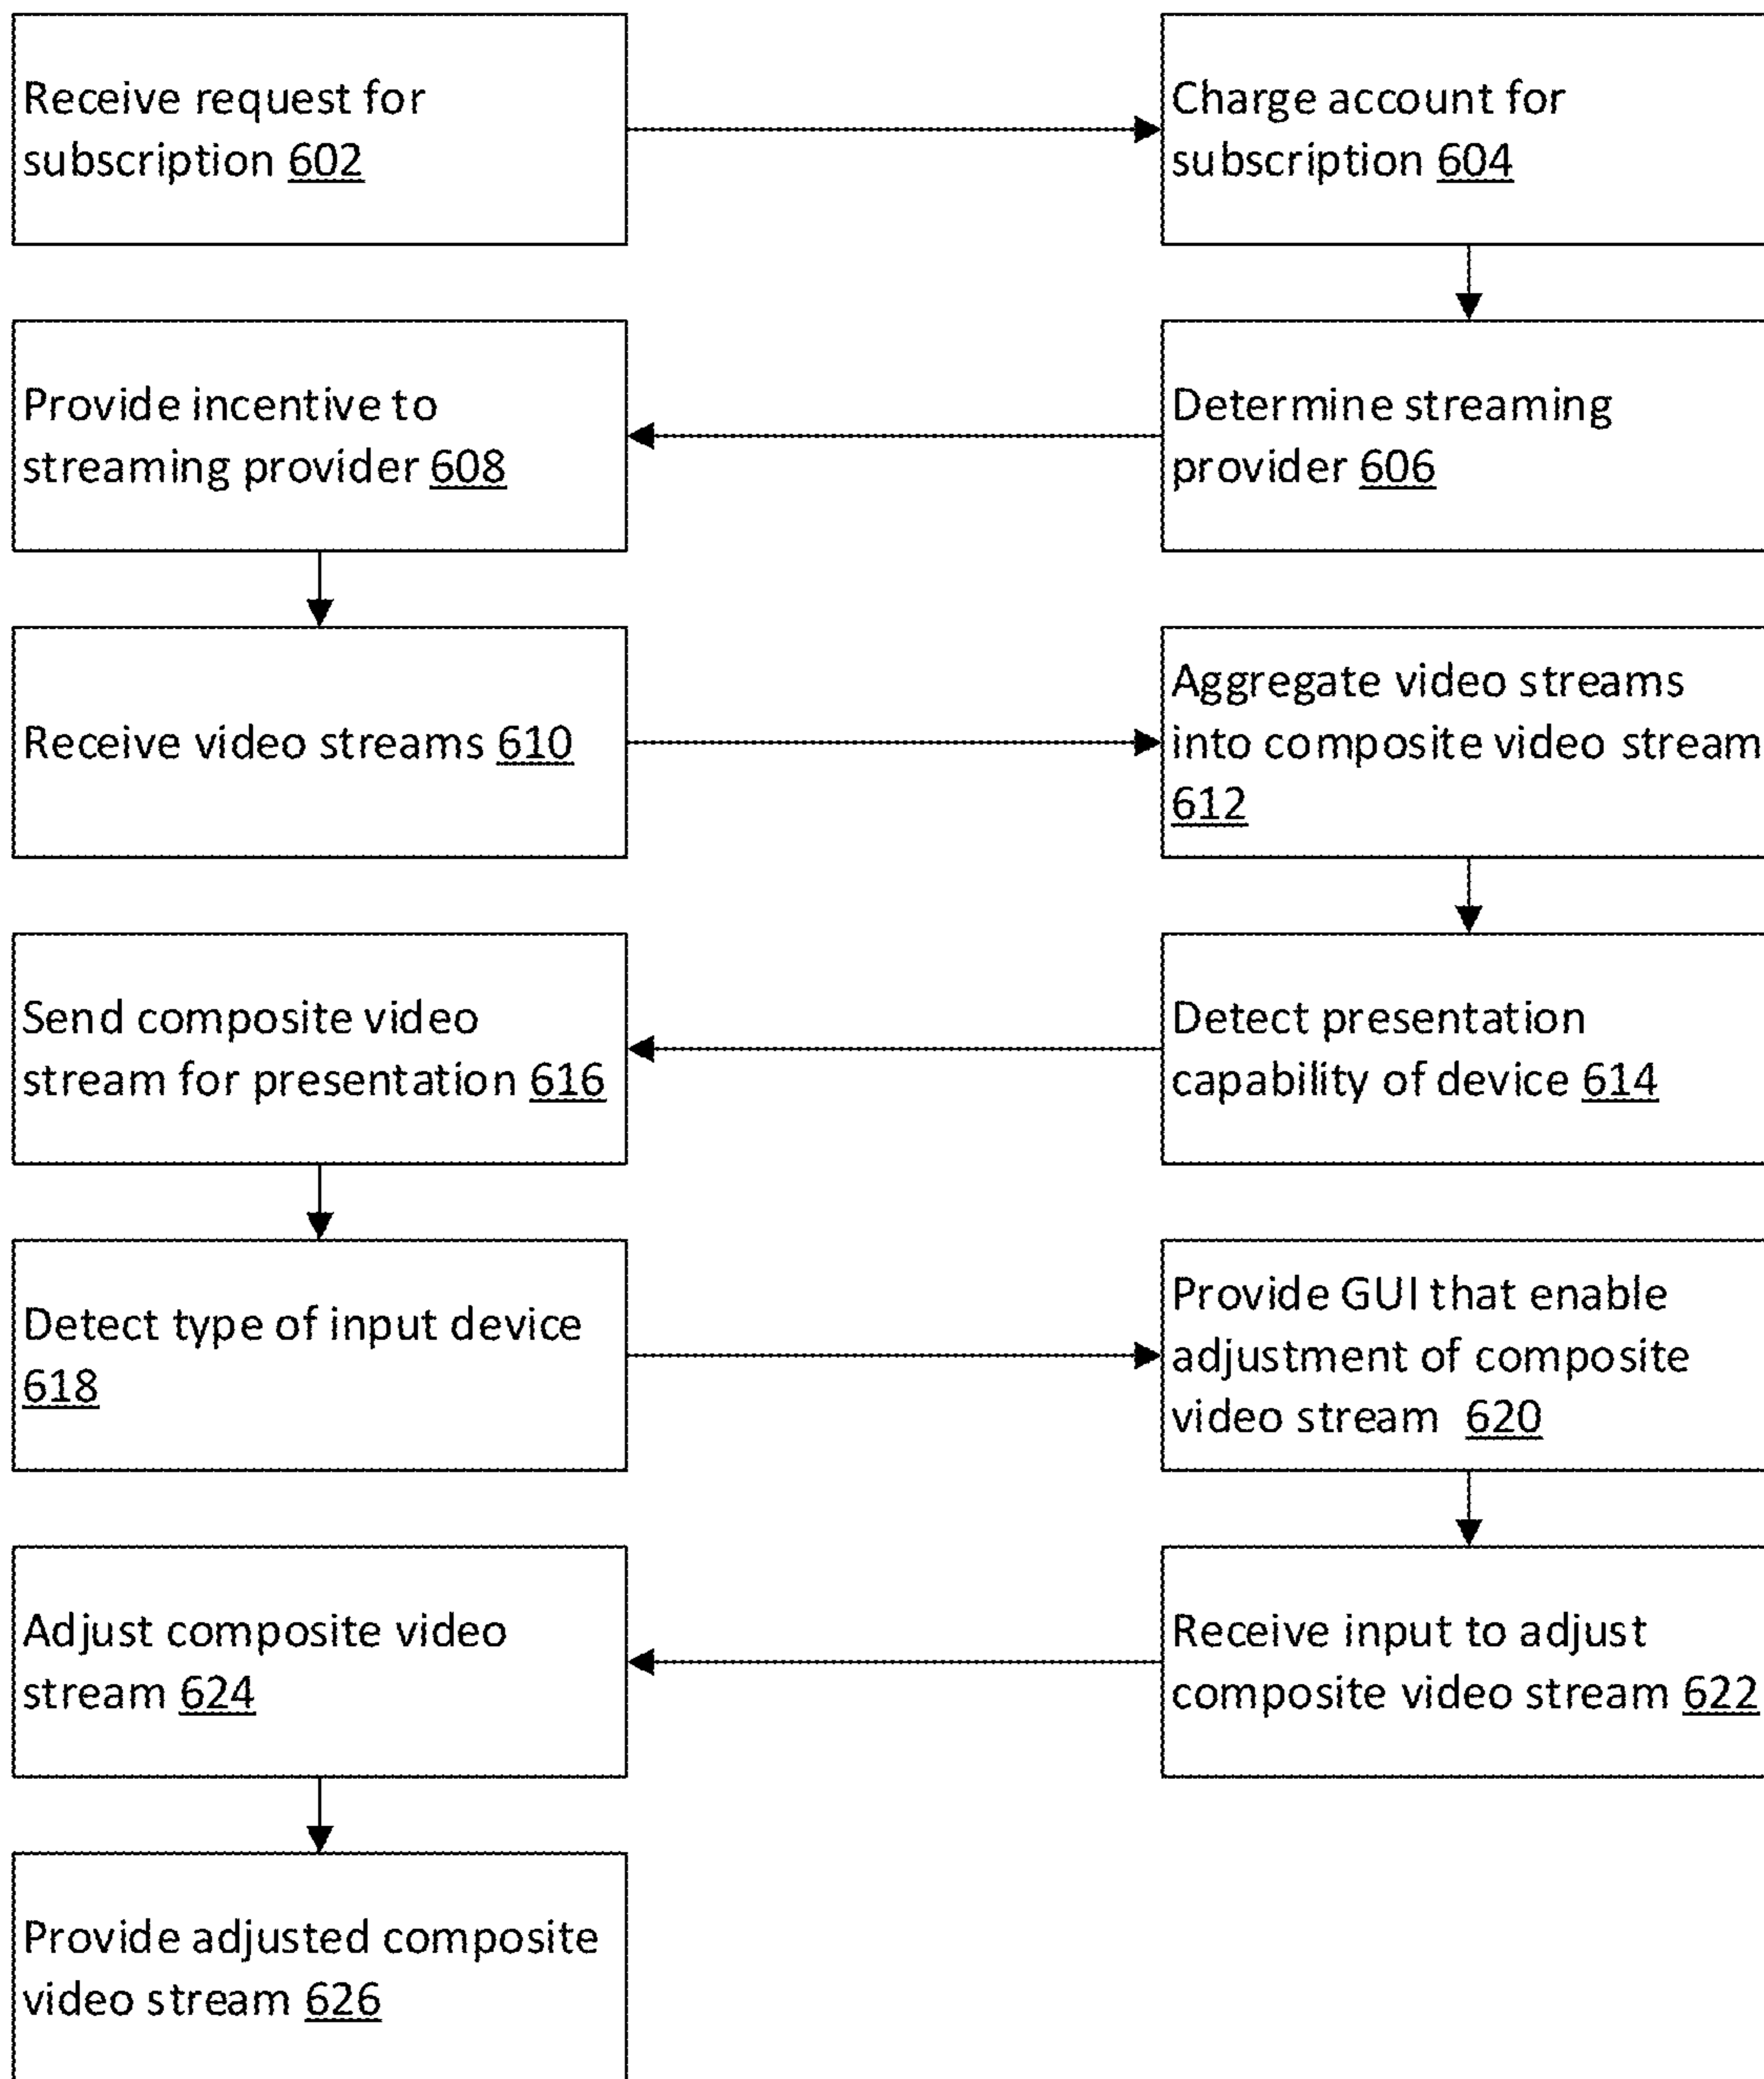 Receive request for
subscription 602
Charge account for
subscription 604
Determine streaming
provider 606
Provide incentive to
streaming provider 608
Receive video streams 610
Aggregate video streams
into composite video stream
612
Detect presentation
capability of device 614
Send composite video
stream for presentation 616
Detect type of input device
618
Provide GUI that enable
adjustment of composite
video stream 620
Receive input to adjust
composite video stream 622
Adjust composite video
stream 624
Provide adjusted composite
video stream 626